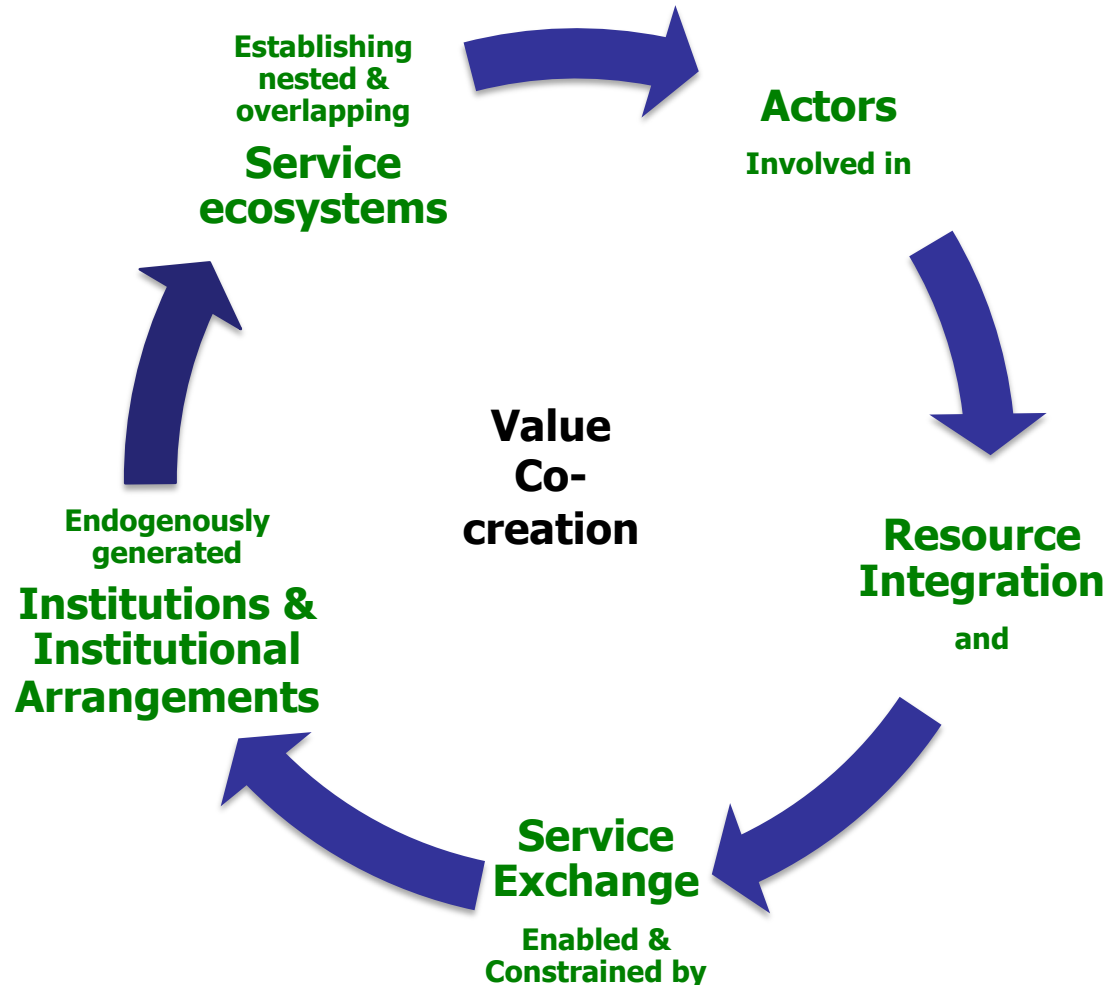 Establishing
nested &
overlapping
Service
ecosystems
Actors
Involved in
Resource
Integration
and
Service
Exchange
Enabled &
Constrained by
Endogenously
generated
Institutions &
Institutional
Arrangements
Value
Co-
creation